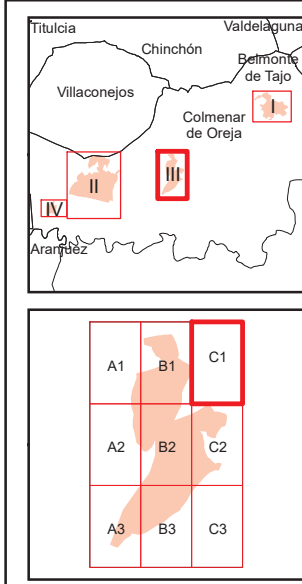 Titulcia
Valdelaguna
Chinchón
Belmonte
de Tajo
Villaconejos
I
Colmenar
de Oreja
II
III
IV
Aranjuez
A1
B1
C1
A2
B2
C2
A3
B3
C3